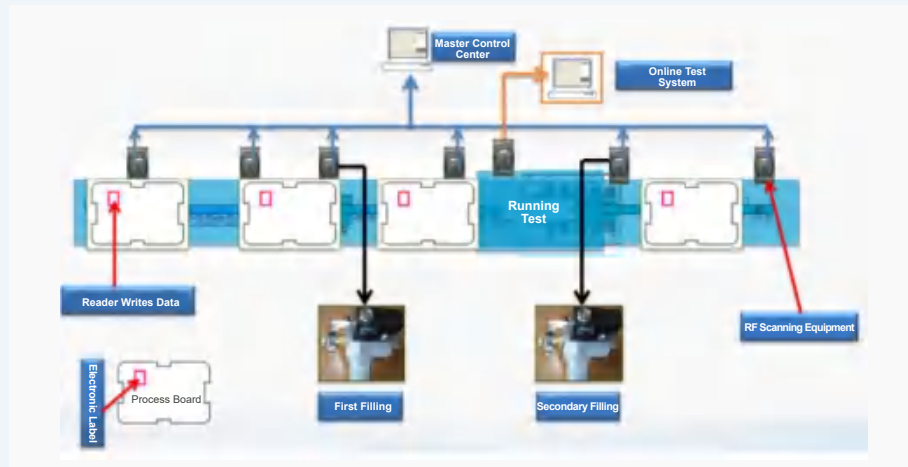 Master Control
Center
Online Test
System
Running
Test
Reader Writes Data
RF Scanning Equipment
Electronic Label
Process Board
First Filling
Secondary Filling